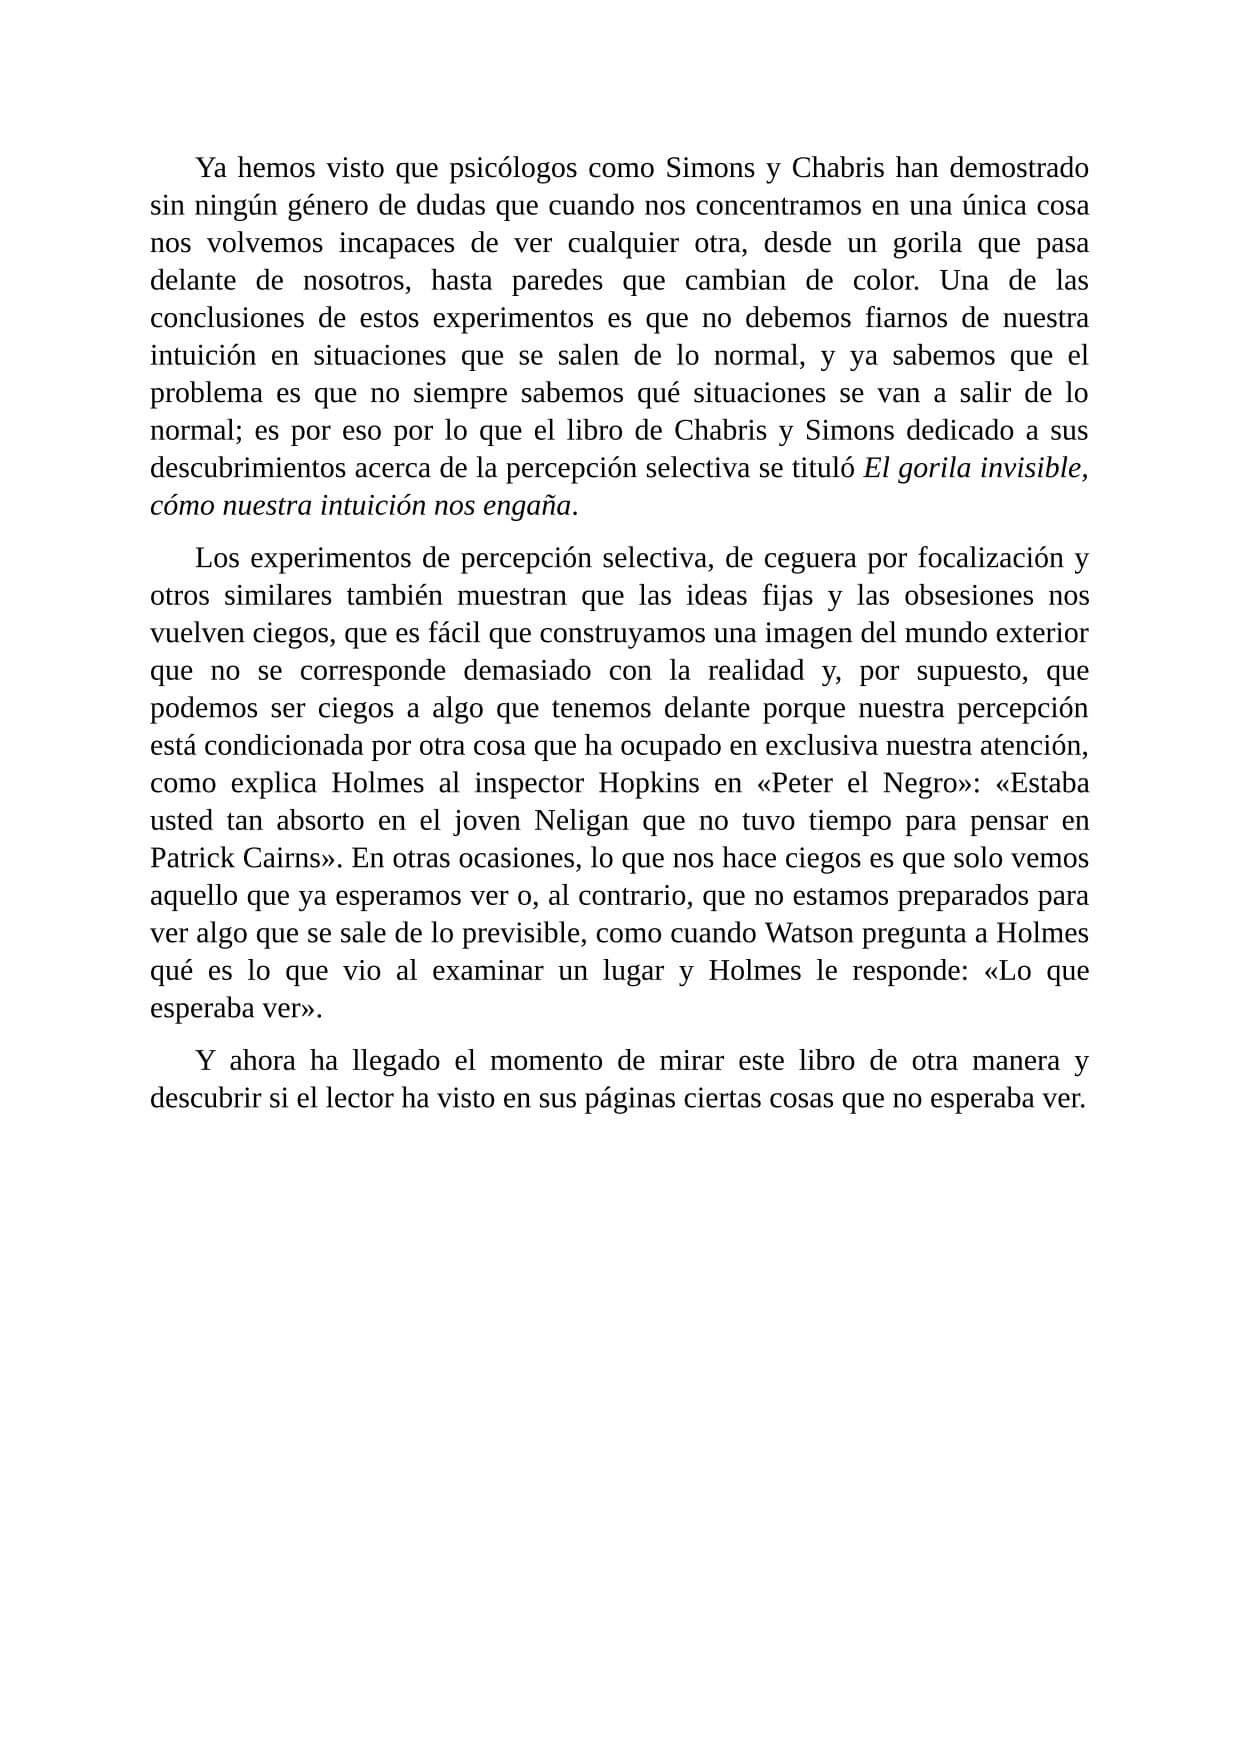 Ya hemos visto que psicólogos como Simons y Chabris han demostrado
sin ningún género de dudas que cuando nos concentramos en una única cosa
nos volvemos incapaces de ver cualquier otra, desde un gorila que pasa
delante de nosotros, hasta paredes que cambian de color. Una de las
conclusiones de estos experimentos es que no debemos fiarnos de nuestra
intuición en situaciones que se salen de lo normal, y ya sabemos que el
problema es que no siempre sabemos qué situaciones se van a salir de lo
normal; es por eso por lo que el libro de Chabris y Simons dedicado a sus
descubrimientos acerca de la percepción selectiva se tituló El gorila invisible,
cómo nuestra intuición nos engaña.
Los experimentos de percepción selectiva, de ceguera por focalización y
otros similares también muestran que las ideas fijas y las obsesiones nos
vuelven ciegos, que es fácil que construyamos una imagen del mundo exterior
que no se corresponde demasiado con la realidad y, por supuesto, que
podemos ser ciegos a algo que tenemos delante porque nuestra percepción
está condicionada por otra cosa que ha ocupado en exclusiva nuestra atención,
como explica Holmes al inspector Hopkins en «Peter el Negro»: «Estaba
usted tan absorto en el joven Neligan que no tuvo tiempo para pensar en
Patrick Cairns». En otras ocasiones, lo que nos hace ciegos es que solo vemos
aquello que ya esperamos ver o, al contrario, que no estamos preparados para
ver algo que se sale de lo previsible, como cuando Watson pregunta a Holmes
qué es lo que vio al examinar un lugar y Holmes le responde: «Lo que
esperaba ver».
Y ahora ha llegado el momento de mirar este libro de otra manera y
descubrir si el lector ha visto en sus páginas ciertas cosas que no esperaba ver.